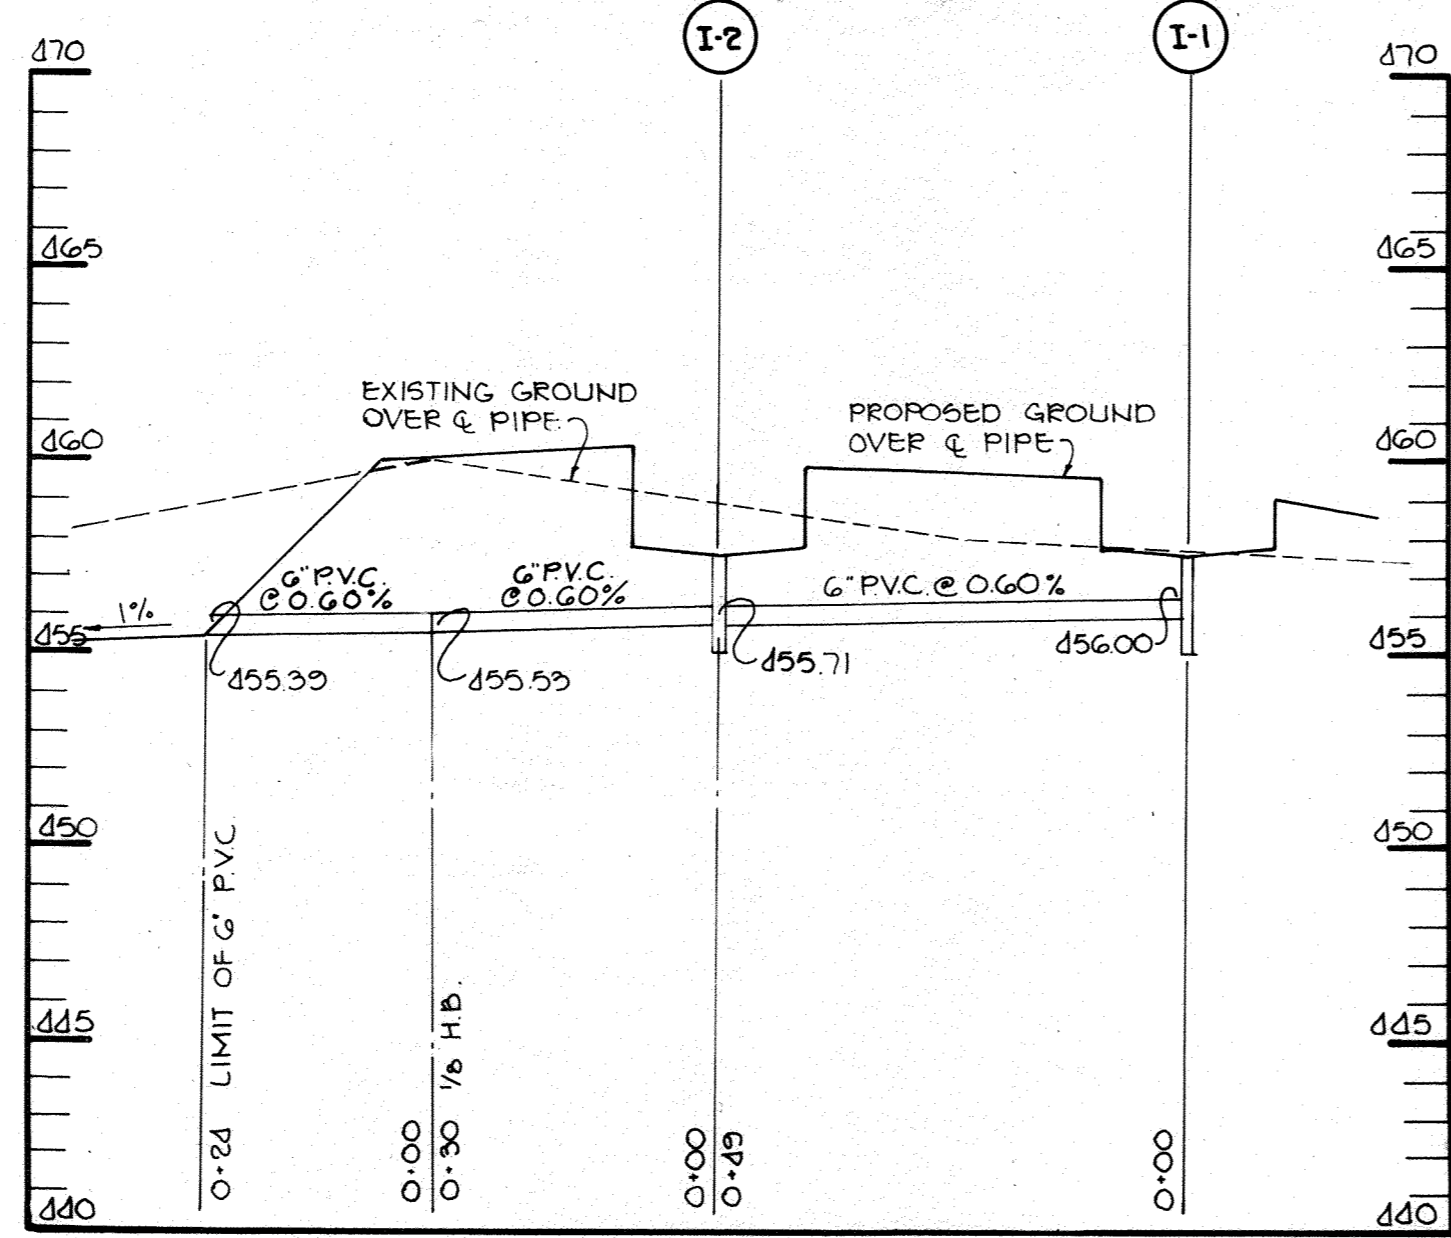 I-2
I-1
470
470
465
465
EXISTING GROUND
OVER ℄ PIPE
PROPOSED GROUND
OVER ℄ PIPE
460
460
6" P.V.C.
@ 0.60%
6" P.V.C.
@ 0.60%
6" P.V.C. @ 0.60%
1%
455
455
455.39
455.53
455.71
456.00
450
450
445
445
0+24 LIMIT OF 6" P.V.C.
0+00
0+30 1/8 H.B.
0+00
0+49
0+00
440
440